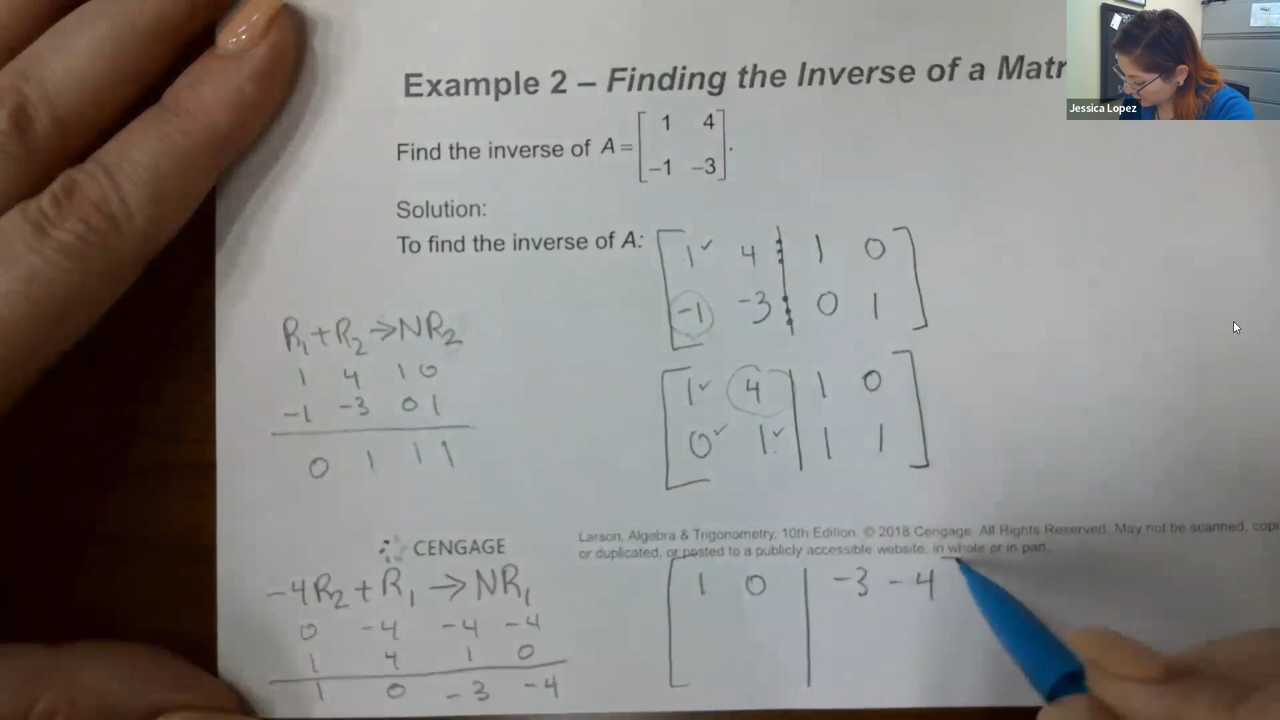 Example 2 – Finding the Inverse of a Matr
Jessica Lopez
Find the inverse of A = [ 1 4
−1 −3 ].
Solution:
To find the inverse of A:
1 ✓ 4 1 0
-1 -3 0 1
R1 + R2 → NR2
1 4 1 0
-1 -3 0 1
0 1 1 1
1 ✓ 4 1 0
0 ✓ 1 ✓ 1 1
CENGAGE
Larson, Algebra & Trigonometry, 10th Edition. © 2018 Cengage. All Rights Reserved. May not be scanned, copi
or duplicated, or posted to a publicly accessible website, in whole or in part.
-4R2 + R1 → NR1
0 -4 -4 -4
1 4 1 0
1 0 -3 -4
1 0 -3 -4